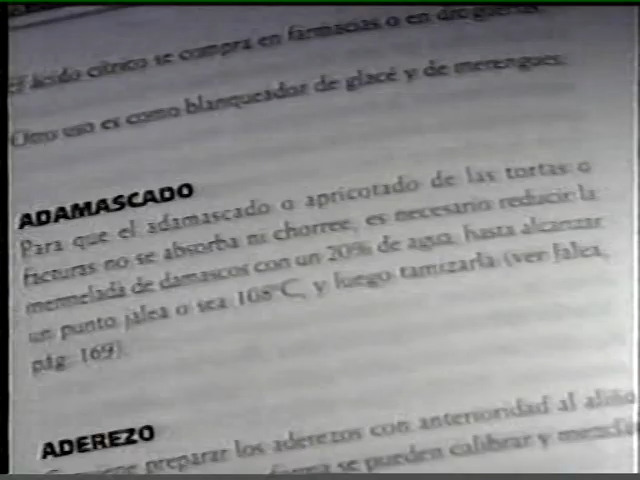 El ácido cítrico se compra en farmacias o en droguerías.
Otro uso es como blanqueador de glacé y de merengues.
ADAMASCADO
Para que el adamascado o apricotado de las tortas o
facturas no se absorba ni chorree, es necesario reducir la
mermelada de damascos con un 20% de agua, hasta alcanzar
un punto jalea o sea 108°C, y luego tamizarla (ver Jalea,
pág. 169).
ADEREZO
Conviene preparar los aderezos con anterioridad al aliño
forma se pueden calibrar y